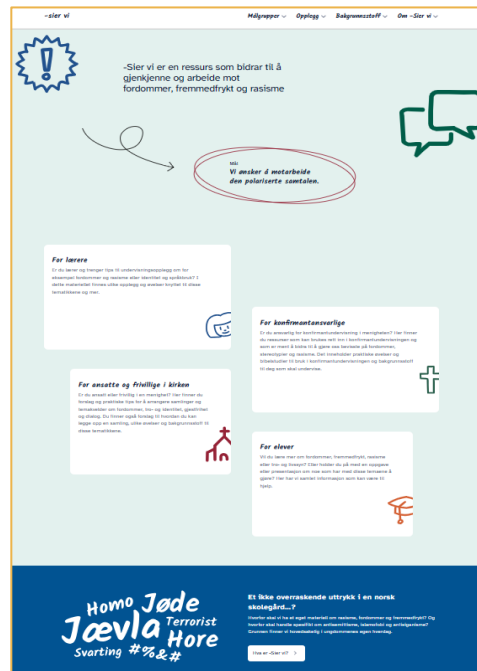 –sier vi
Målgrupper Opplegg Bakgrunnsstoff Om –Sier vi
-Sier vi er en ressurs som bidrar til å
gjenkjenne og arbeide mot
fordommer, fremmedfrykt og rasisme
Mål:
Vi ønsker å motarbeide
den polariserte samtalen.
For lærere
Er du lærer og trenger tips til undervisningsopplegg om for
eksempel fordommer og rasisme eller identitet og språkbruk? I
dette materialet finnes ulike opplegg og øvelser knyttet til disse
tematikkene og mer.
For konfirmantansvarlige
Er du ansvarlig for konfirmantundervisning i menigheten? Her finner
du ressurser som kan brukes rett inn i konfirmantundervisningen og
som er ment å bidra til å gjøre oss bevisste på fordommer,
stereotypier og rasisme. Det inneholder praktiske øvelser og
bibelstudier til bruk i konfirmantundervisningen og bakgrunnsstoff
til deg som skal undervise.
For ansatte og frivillige i kirken
Er du ansatt eller frivillig i en menighet? Her finner du
forslag og praktiske tips for å arrangere samlinger og
temakvelder om fordommer, tro- og identitet, gjestfrihet
og dialog. Du finner også forslag til hvordan du kan
legge opp en samling, ulike øvelser og bakgrunnsstoff til
disse tematikkene.
For elever
Vil du lære mer om fordommer, fremmedfrykt, rasisme
eller tro- og livssyn? Eller holder du på med en oppgave
eller presentasjon om noe som har med disse temaene å
gjøre? Her har vi samlet informasjon som kan være til
hjelp.
Homo Jøde
Jævla Terrorist
Hore
Svarting #%&#
Et ikke overraskende uttrykk i en norsk
skolegård...?
Hvorfor skal vi ha et eget materiell om rasisme, fordommer og fremmedfrykt? Og
hvorfor skal handle spesifikt om antisemittisme, islamofobi og antisiganisme?
Grunnen finner vi hovedsakelig i ungdommenes egen hverdag.
Hva er –Sier vi?